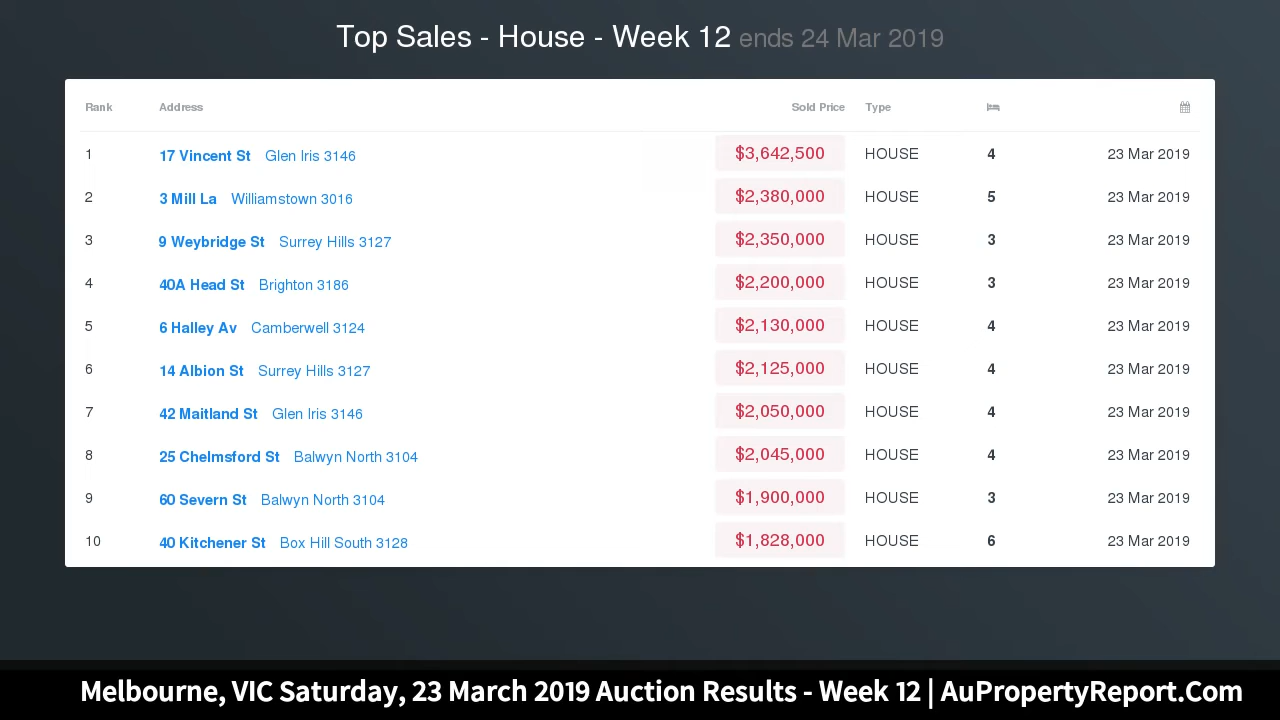 Top Sales - House - Week 12 ends 24 Mar 2019
Rank Address Sold Price Type
1 17 Vincent St Glen Iris 3146 $3,642,500 HOUSE 4 23 Mar 2019
2 3 Mill La Williamstown 3016 $2,380,000 HOUSE 5 23 Mar 2019
3 9 Weybridge St Surrey Hills 3127 $2,350,000 HOUSE 3 23 Mar 2019
4 40A Head St Brighton 3186 $2,200,000 HOUSE 3 23 Mar 2019
5 6 Halley Av Camberwell 3124 $2,130,000 HOUSE 4 23 Mar 2019
6 14 Albion St Surrey Hills 3127 $2,125,000 HOUSE 4 23 Mar 2019
7 42 Maitland St Glen Iris 3146 $2,050,000 HOUSE 4 23 Mar 2019
8 25 Chelmsford St Balwyn North 3104 $2,045,000 HOUSE 4 23 Mar 2019
9 60 Severn St Balwyn North 3104 $1,900,000 HOUSE 3 23 Mar 2019
10 40 Kitchener St Box Hill South 3128 $1,828,000 HOUSE 6 23 Mar 2019
Melbourne, VIC Saturday, 23 March 2019 Auction Results - Week 12 | AuPropertyReport.Com